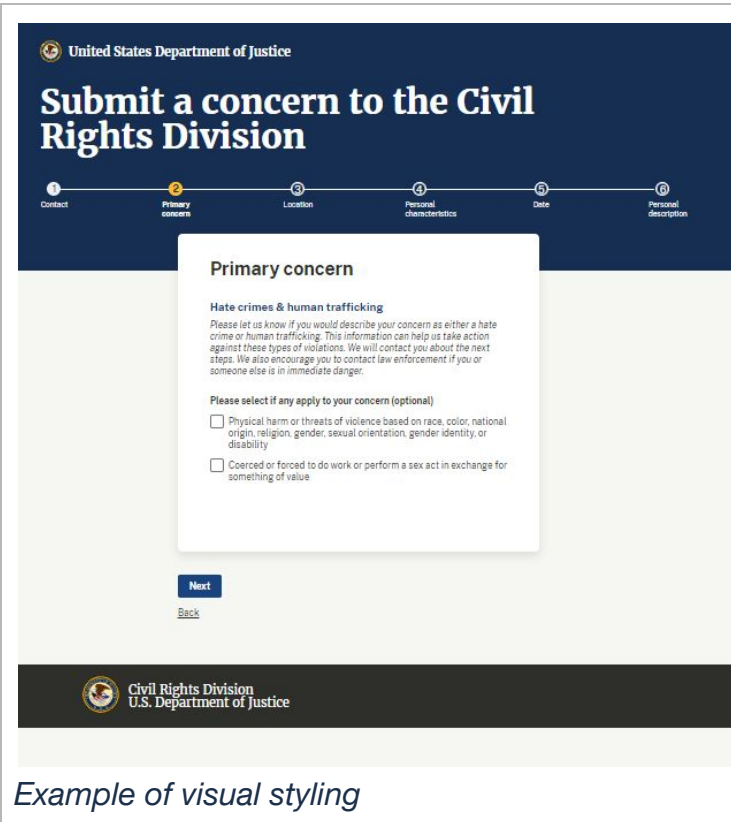 United States Department of Justice
Submit a concern to the Civil
Rights Division
1
2
3
4
5
6
Contact
Primary
concern
Location
Personal
characteristics
Date
Personal
description
Primary concern
Hate crimes & human trafficking
Please let us know if you would describe your concern as either a hate
crime or human trafficking. This information can help us take action
against these types of violations. We will contact you about the next
steps. We also encourage you to contact law enforcement if you or
someone else is in immediate danger.
Please select if any apply to your concern (optional)
Physical harm or threats of violence based on race, color, national
origin, religion, gender, sexual orientation, gender identity, or
disability
Coerced or forced to do work or perform a sex act in exchange for
something of value
Next
Back
Civil Rights Division
U.S. Department of Justice
Example of visual styling